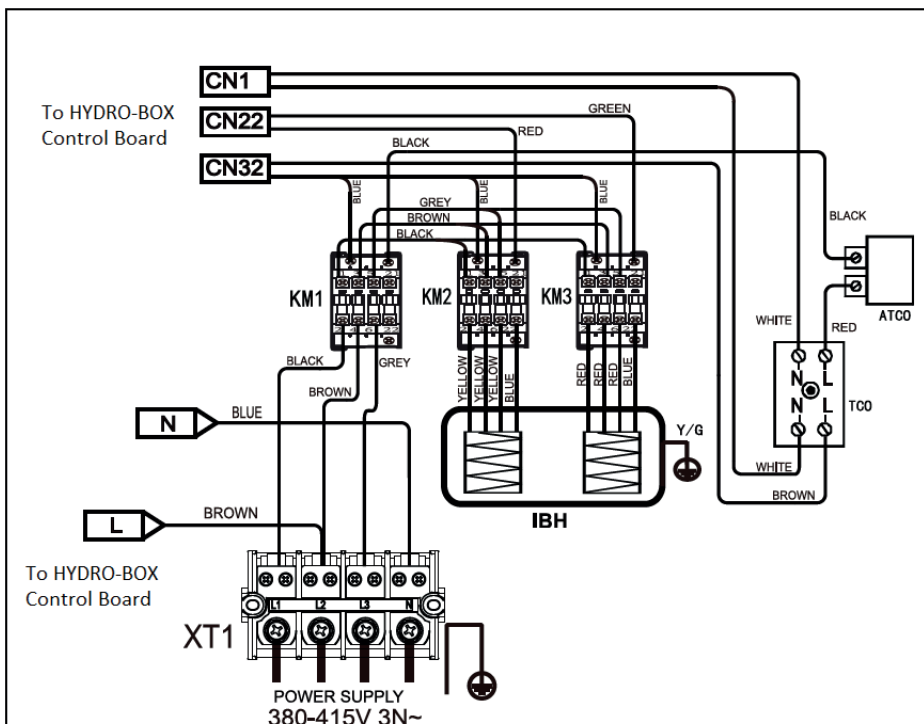 CN1
To HYDRO-BOX
Control Board
CN22
CN32
GREEN
RED
BLACK
BLUE
BLUE
BLUE
GREY
BROWN
BLACK
BLACK
ATCO
KM1
KM2
KM3
WHITE
RED
N
L
N
L
TCO
BLACK
GREY
BROWN
YELLOW
YELLOW
YELLOW
BLUE
RED
RED
RED
BLUE
N
BLUE
Y/G
WHITE
BROWN
IBH
L
BROWN
To HYDRO-BOX
Control Board
L1
L2
L3
N
XT1
POWER SUPPLY
380-415V 3N~